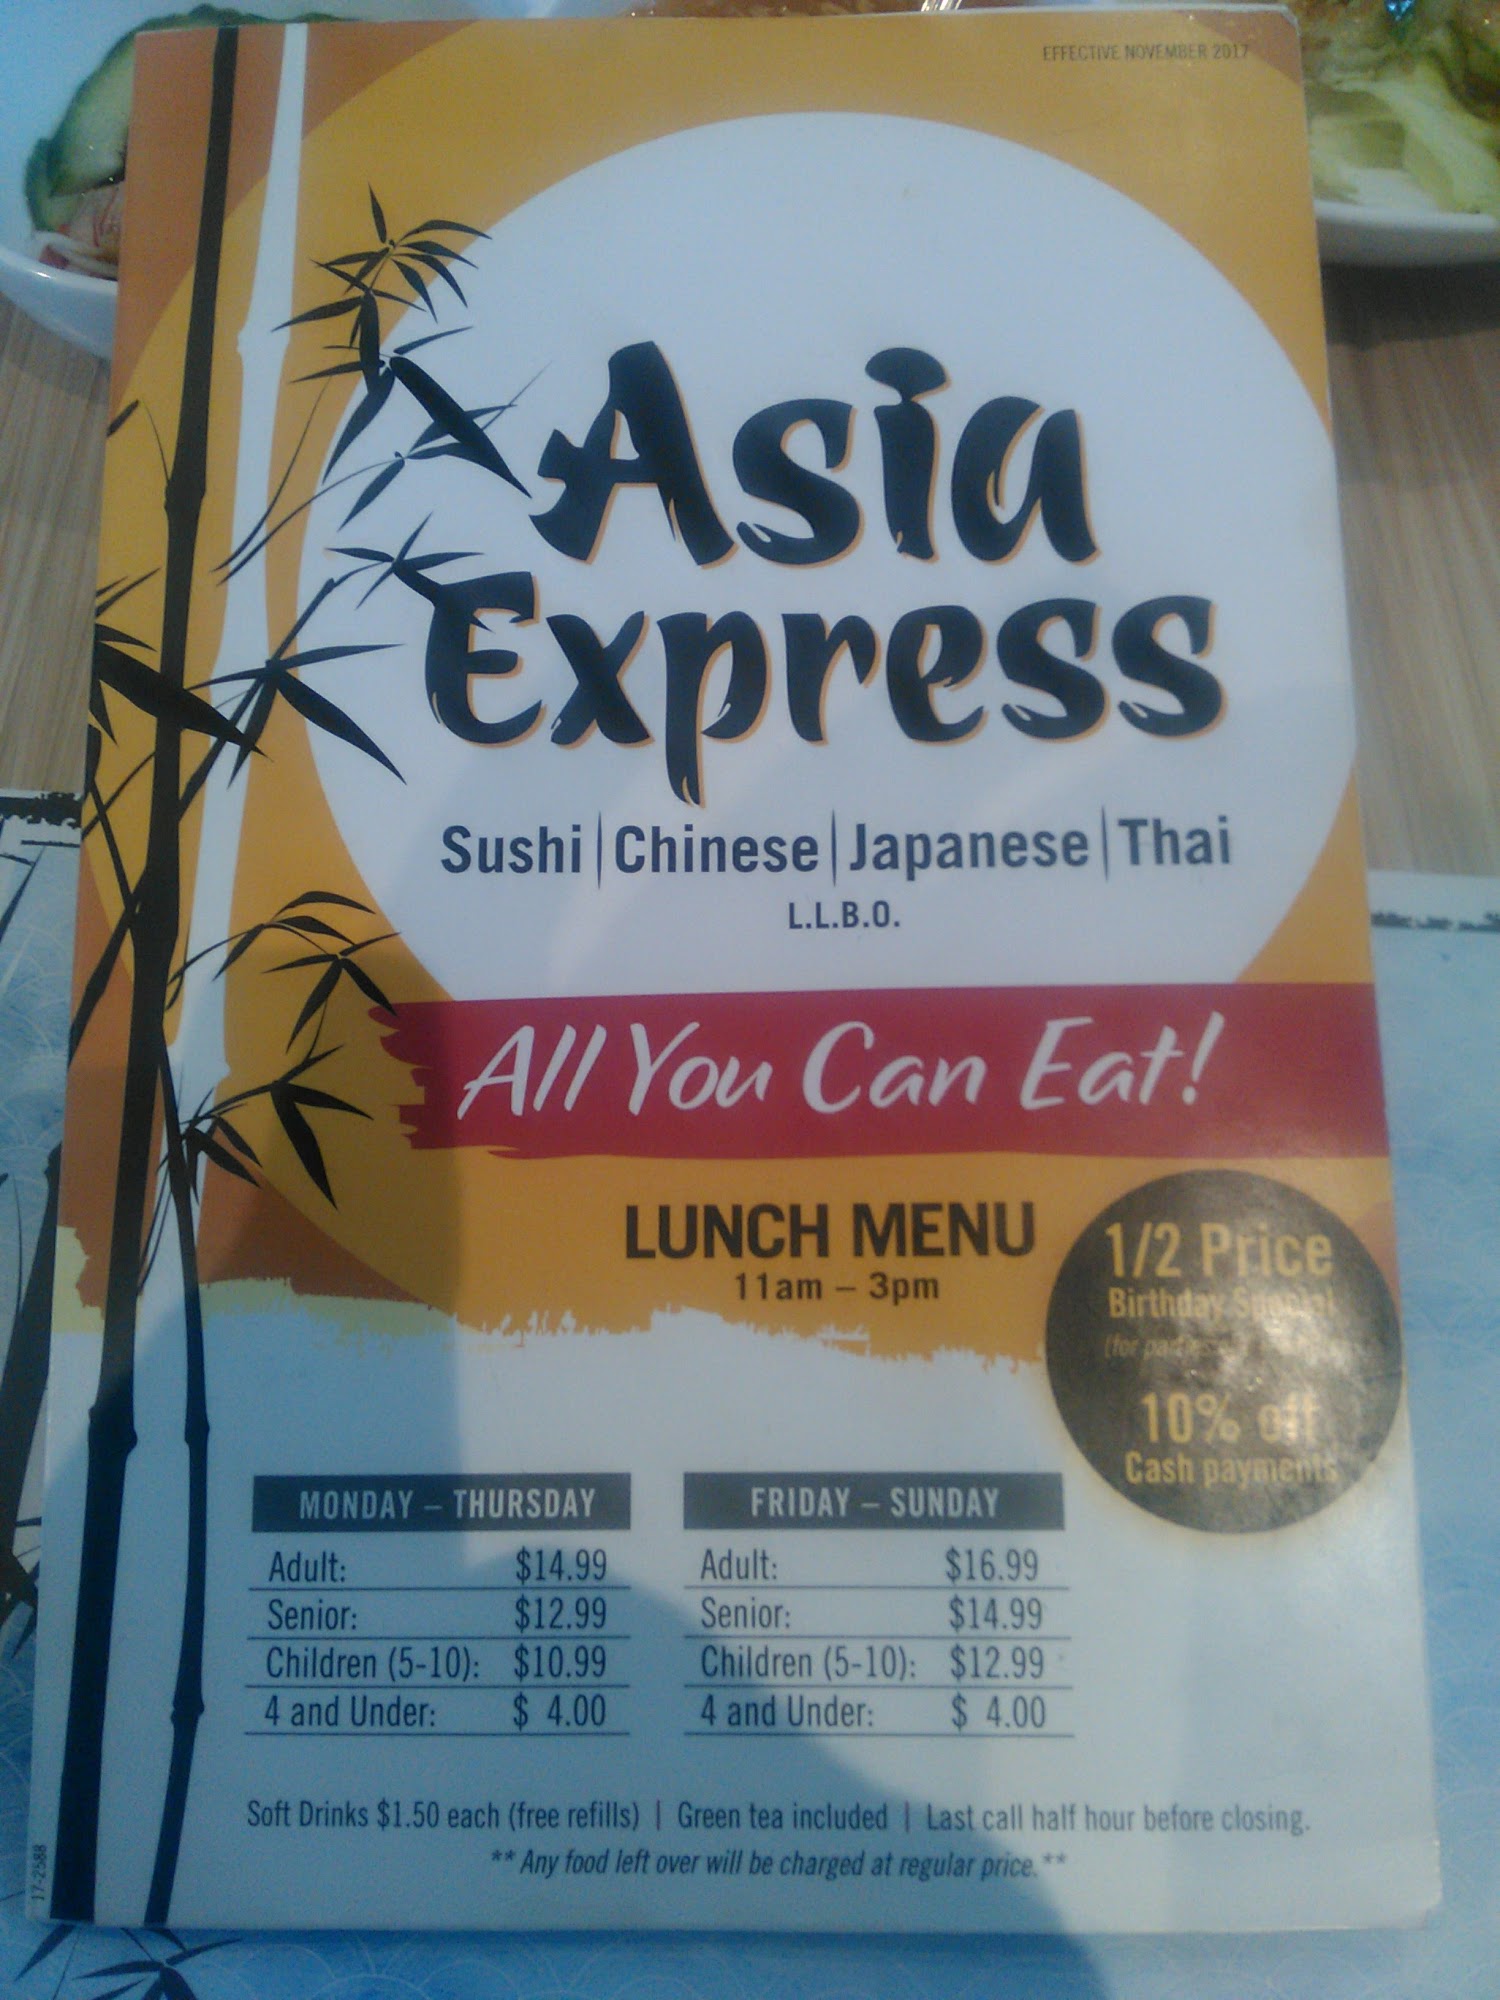 EFFECTIVE NOVEMBER 2017
Asia
Express
Sushi | Chinese | Japanese | Thai
L.L.B.O.
All You Can Eat!
LUNCH MENU
11am – 3pm
1/2 Price
Birthday Special
(for parties
10% off
Cash payments
MONDAY – THURSDAY
Adult: $14.99
Senior: $12.99
Children (5-10): $10.99
4 and Under: $ 4.00
FRIDAY – SUNDAY
Adult: $16.99
Senior: $14.99
Children (5-10): $12.99
4 and Under: $ 4.00
Soft Drinks $1.50 each (free refills) | Green tea included | Last call half hour before closing.
** Any food left over will be charged at regular price.**
17-2588